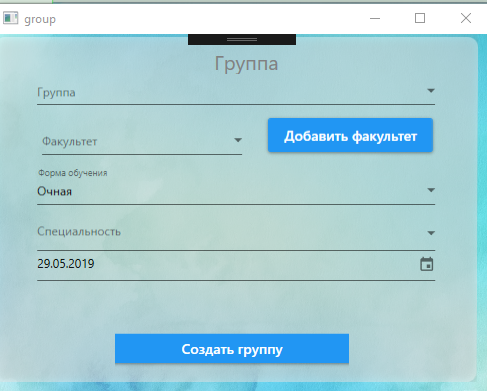 group
Группа
Группа
Факультет
Добавить факультет
Форма обучения
Очная
Специальность
29.05.2019
Создать группу